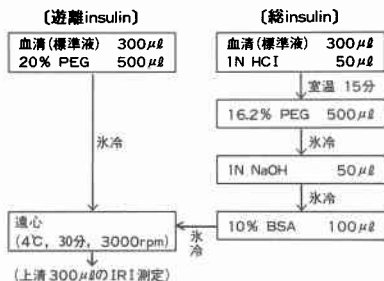 〔遊離insulin〕
血清(標準液) 300μℓ
20% PEG 500μℓ
氷冷
遠心
(4℃, 30分, 3000rpm)
(上清300μℓのIRI測定)
〔総insulin〕
血清(標準液) 300μℓ
1N HCl 50μℓ
室温 15分
16.2% PEG 500μℓ
氷冷
1N NaOH 50μℓ
氷冷
10% BSA 100μℓ
氷冷